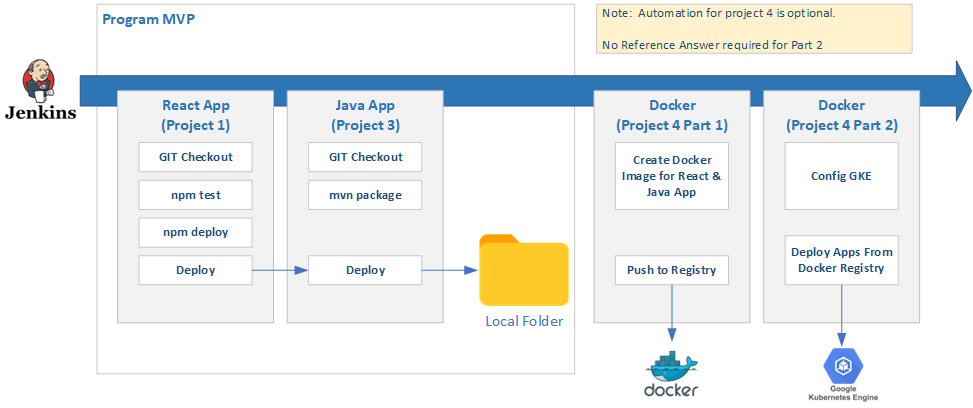 Program MVP
Note:  Automation for project 4 is optional.
No Reference Answer required for Part 2
Jenkins
React App
(Project 1)
GIT Checkout
npm test
npm deploy
Deploy
Java App
(Project 3)
GIT Checkout
mvn package
Deploy
Local Folder
Docker
(Project 4 Part 1)
Create Docker
Image for React &
Java App
Push to Registry
docker
Docker
(Project 4 Part 2)
Config GKE
Deploy Apps From
Docker Registry
Google
Kubernetes Engine